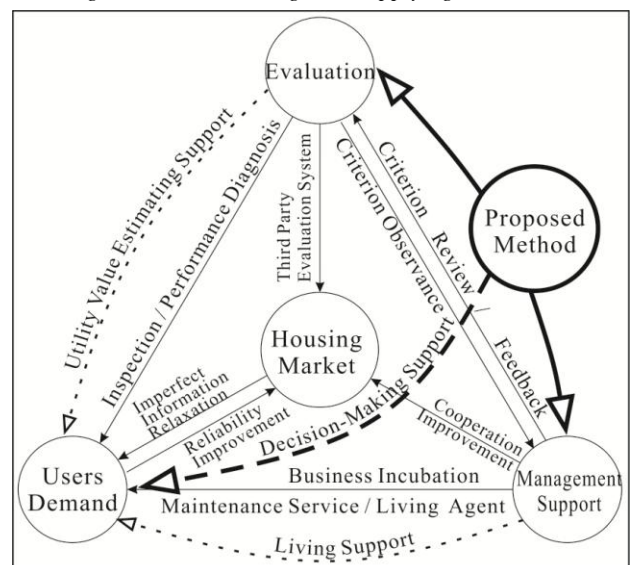 Evaluation
Utility Value Estimating Support
Inspection / Performance Diagnosis
Third Party
Evaluation System
Criterion Observance
Criterion Review /
Feedback
Proposed
Method
Housing
Market
Imperfect
Information
Relaxation
Reliability
Improvement
Decision-Making Support
Cooperation
Improvement
Users
Demand
Business Incubation
Maintenance Service / Living Agent
Management
Support
Living Support